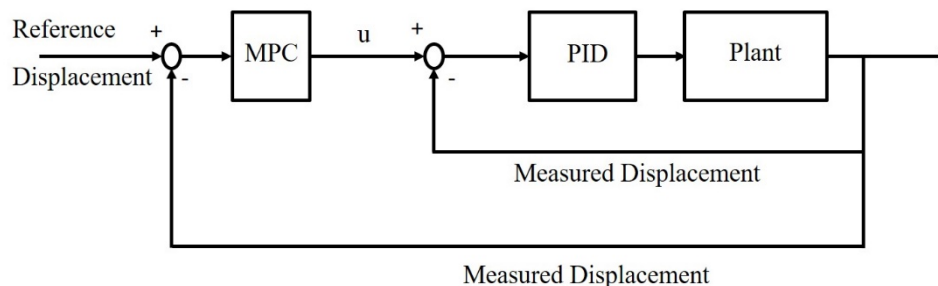 Reference
Displacement
+
-
MPC
u
+
-
PID
Plant
Measured Displacement
Measured Displacement